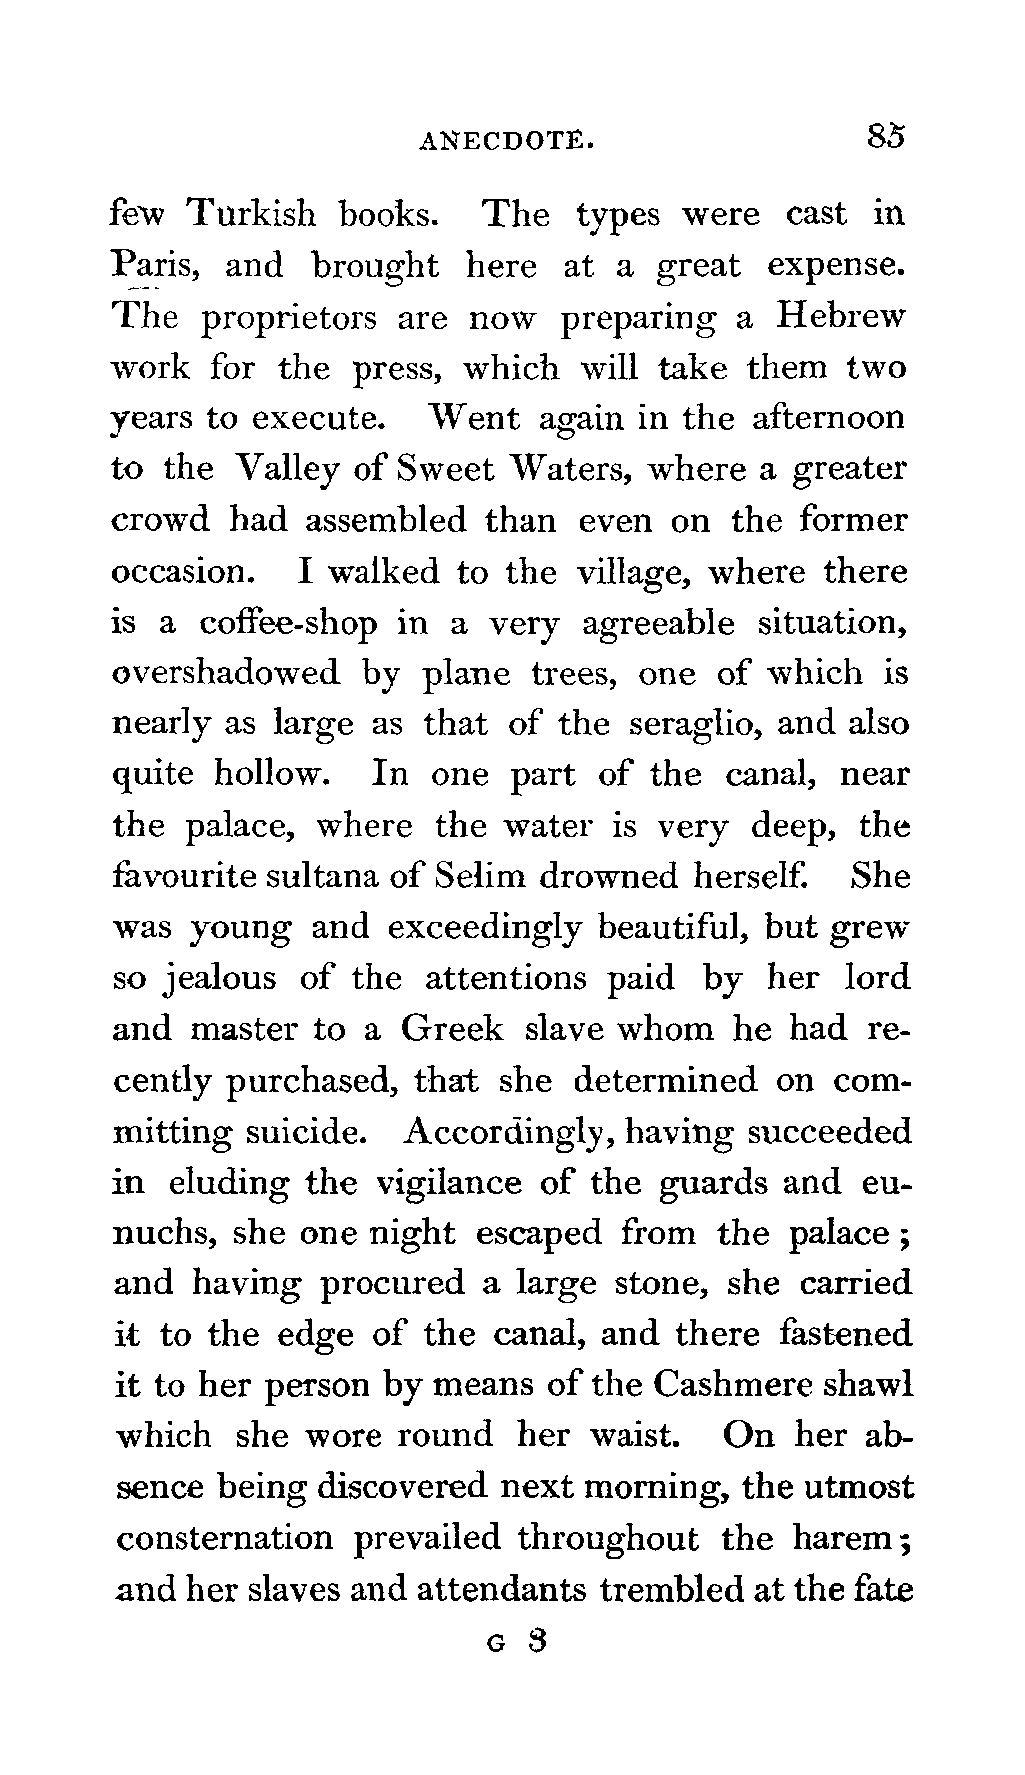 ANECDOTE. 85
few Turkish books. The types were cast in
Paris, and brought here at a great expense.
The proprietors are now preparing a Hebrew
work for the press, which will take them two
years to execute. Went again in the afternoon
to the Valley of Sweet Waters, where a greater
crowd had assembled than even on the former
occasion. I walked to the village, where there
is a coffee-shop in a very agreeable situation,
overshadowed by plane trees, one of which is
nearly as large as that of the seraglio, and also
quite hollow. In one part of the canal, near
the palace, where the water is very deep, the
favourite sultana of Selim drowned herself. She
was young and exceedingly beautiful, but grew
so jealous of the attentions paid by her lord
and master to a Greek slave whom he had re-
cently purchased, that she determined on com-
mitting suicide. Accordingly, having succeeded
in eluding the vigilance of the guards and eu-
nuchs, she one night escaped from the palace;
and having procured a large stone, she carried
it to the edge of the canal, and there fastened
it to her person by means of the Cashmere shawl
which she wore round her waist. On her ab-
sence being discovered next morning, the utmost
consternation prevailed throughout the harem;
and her slaves and attendants trembled at the fate
G 3